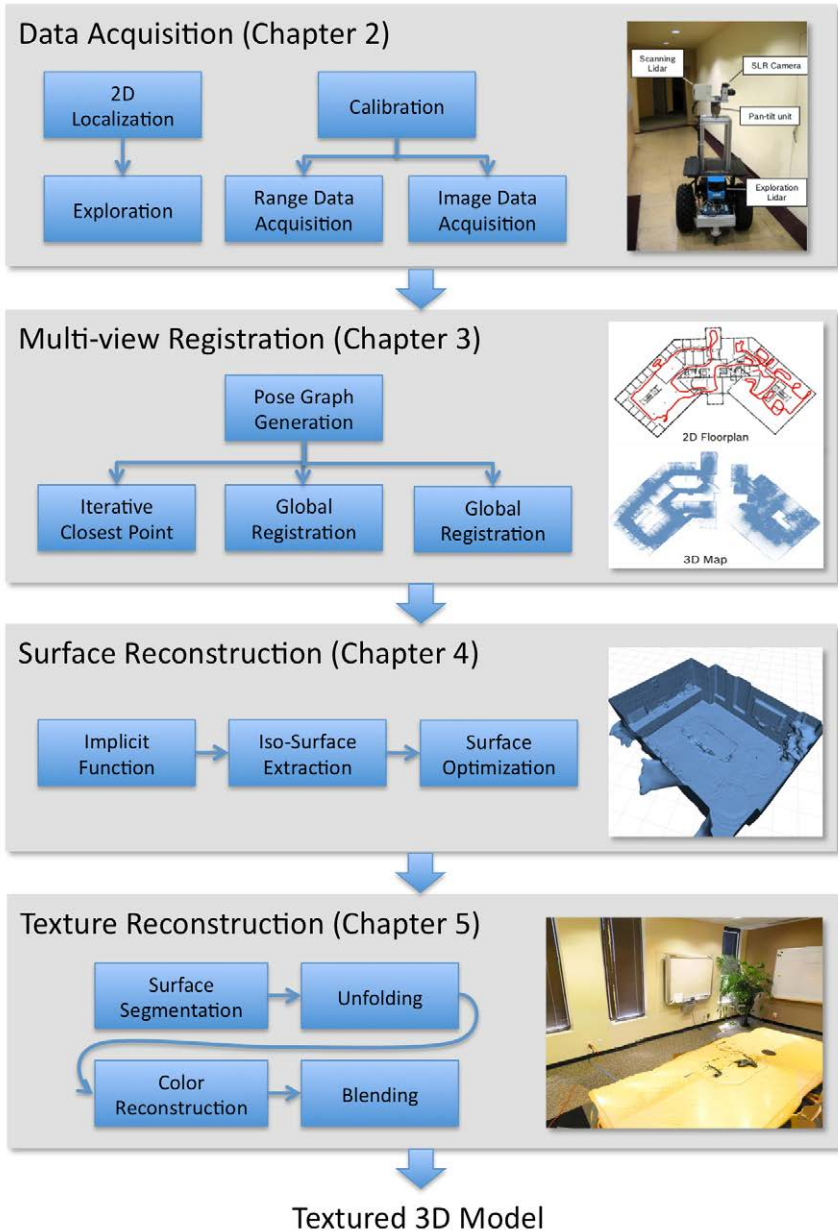 Data Acquisition (Chapter 2)
2D
Localization
Calibration
Exploration
Range Data
Acquisition
Image Data
Acquisition
Scanning
Lidar
SLR Camera
Pan-tilt unit
Exploration
Lidar
Multi-view Registration (Chapter 3)
Pose Graph
Generation
Iterative
Closest Point
Global
Registration
Global
Registration
2D Floorplan
3D Map
Surface Reconstruction (Chapter 4)
Implicit
Function
Iso-Surface
Extraction
Surface
Optimization
Texture Reconstruction (Chapter 5)
Surface
Segmentation
Unfolding
Color
Reconstruction
Blending
Textured 3D Model